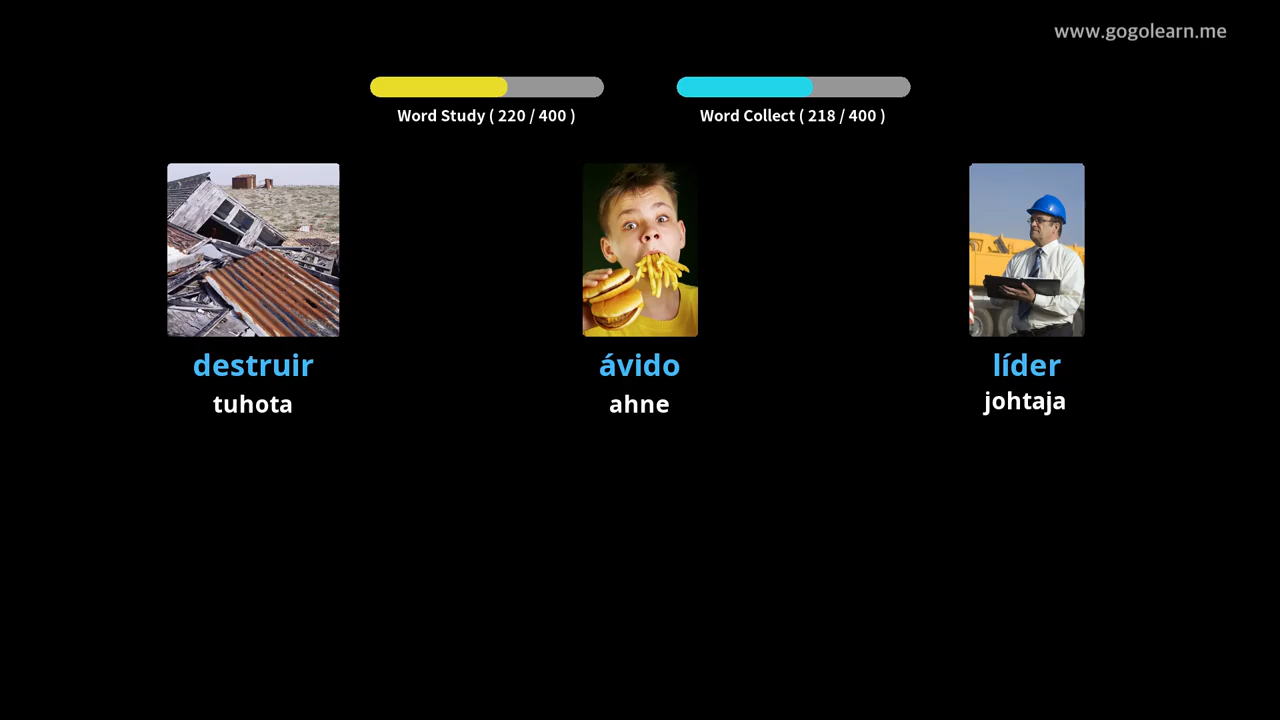 www.gogolearn.me
Word Study ( 220 / 400 )
Word Collect ( 218 / 400 )
destruir
tuhota
ávido
ahne
líder
johtaja